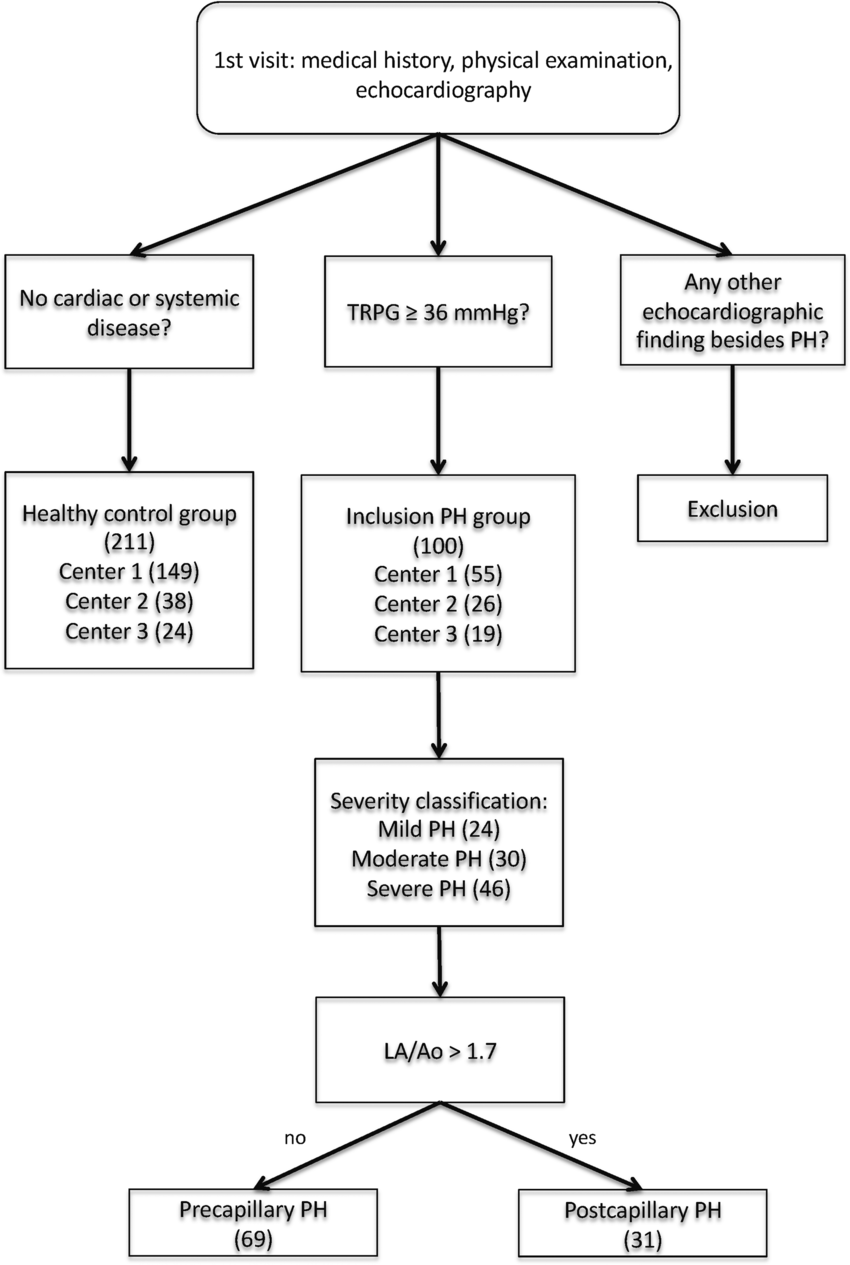 1st visit: medical history, physical examination,
echocardiography
No cardiac or systemic
disease?
TRPG ≥ 36 mmHg?
Any other
echocardiographic
finding besides PH?
Healthy control group
(211)
Center 1 (149)
Center 2 (38)
Center 3 (24)
Inclusion PH group
(100)
Center 1 (55)
Center 2 (26)
Center 3 (19)
Exclusion
Severity classification:
Mild PH (24)
Moderate PH (30)
Severe PH (46)
LA/Ao > 1.7
no
yes
Precapillary PH
(69)
Postcapillary PH
(31)